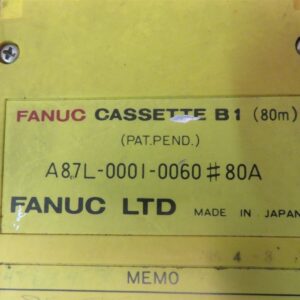 FANUC CASSETTE B1 (80m)
(PAT.PEND.)
A87L-0001-0060#80A
FANUC LTD MADE IN JAPAN
MEMO